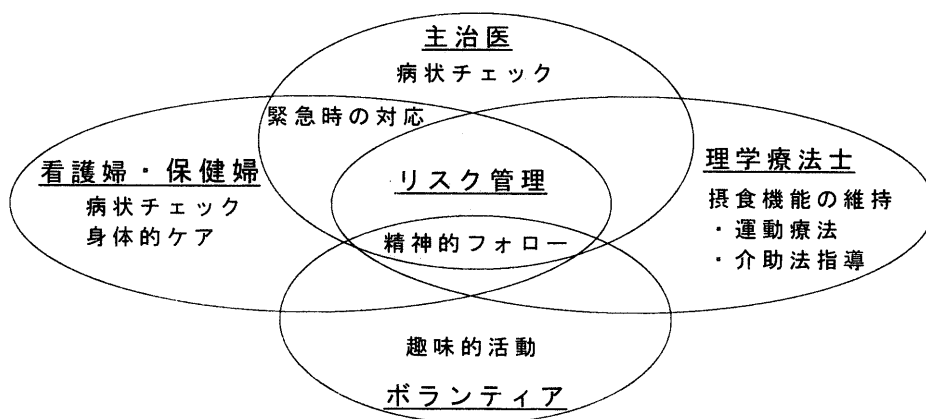 主治医
病状チェック
緊急時の対応
看護婦・保健婦
病状チェック
身体的ケア
リスク管理
理学療法士
摂食機能の維持
・運動療法
・介助法指導
精神的フォロー
趣味的活動
ボランティア